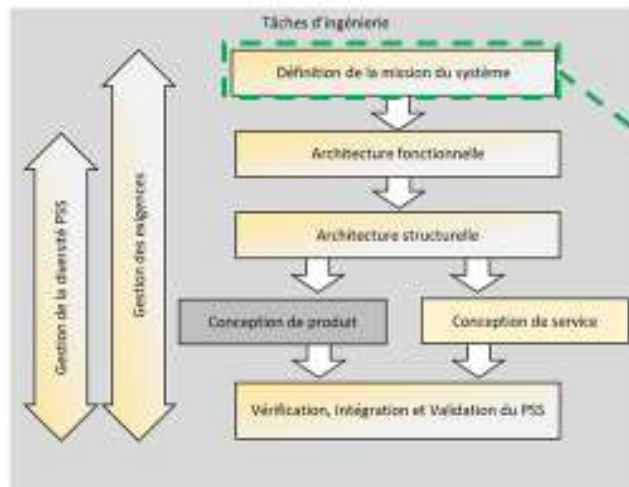 Tâches d'ingénierie
Définition de la mission du système
Architecture fonctionnelle
Architecture structurelle
Conception de produit
Conception de service
Vérification, Intégration et Validation du PSS
Gestion de la diversité PSS
Gestion des exigences